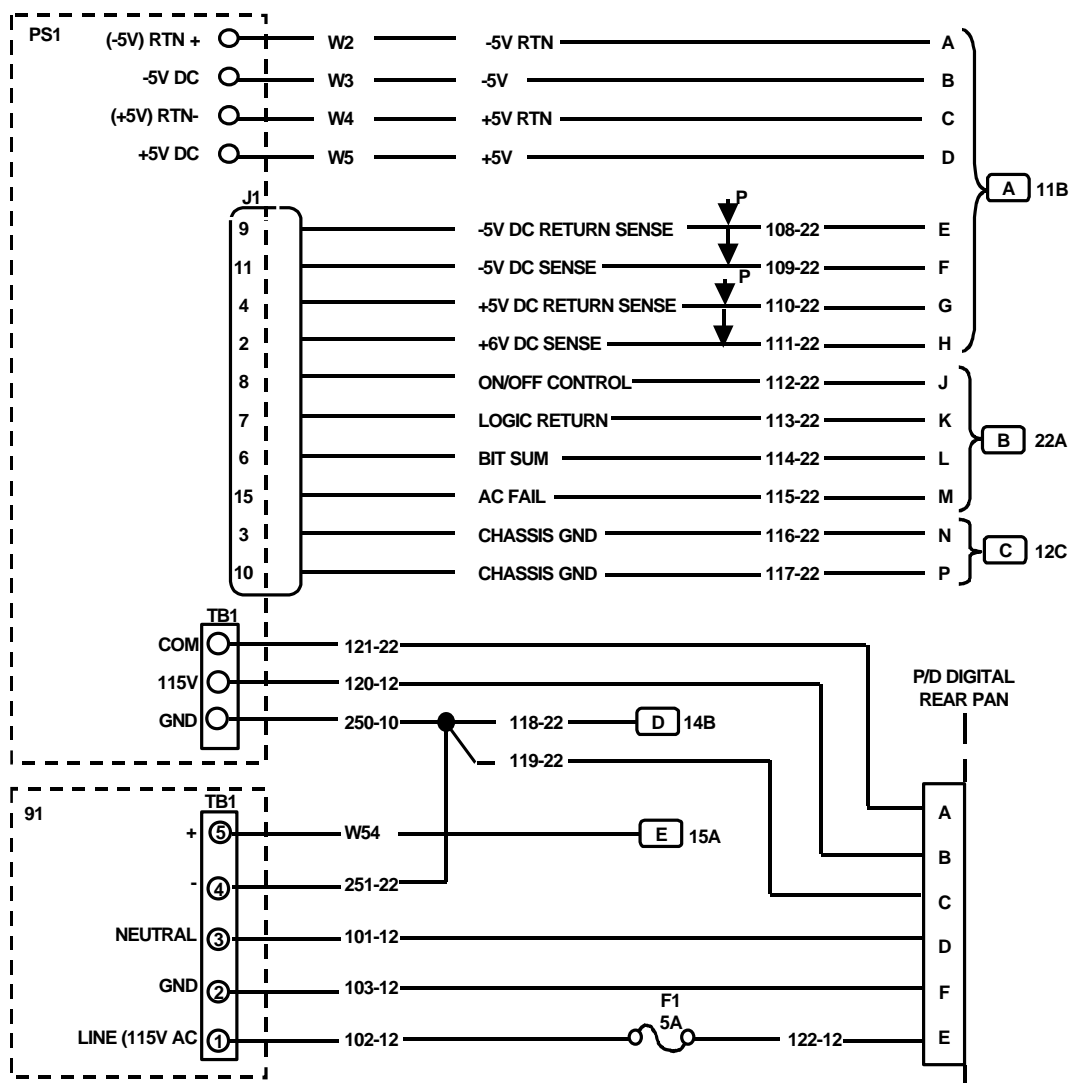 PS1
(-5V) RTN + W2 -5V RTN A
-5V DC W3 -5V B
(+5V) RTN- W4 +5V RTN C
+5V DC W5 +5V D
A 11B
J1
P
9 -5V DC RETURN SENSE 108-22 E
11 -5V DC SENSE 109-22 F
P
4 +5V DC RETURN SENSE 110-22 G
2 +6V DC SENSE 111-22 H
8 ON/OFF CONTROL 112-22 J
7 LOGIC RETURN 113-22 K
B 22A
6 BIT SUM 114-22 L
15 AC FAIL 115-22 M
3 CHASSIS GND 116-22 N
C 12C
10 CHASSIS GND 117-22 P
TB1
COM 121-22
115V 120-12
GND 250-10 118-22 D 14B
119-22
P/D DIGITAL
REAR PAN
91
TB1
+ 5 W54 E 15A
- 4 251-22
NEUTRAL 3 101-12
GND 2 103-12
LINE (115V AC 1 102-12
F1
5A
122-12
A
B
C
D
F
E